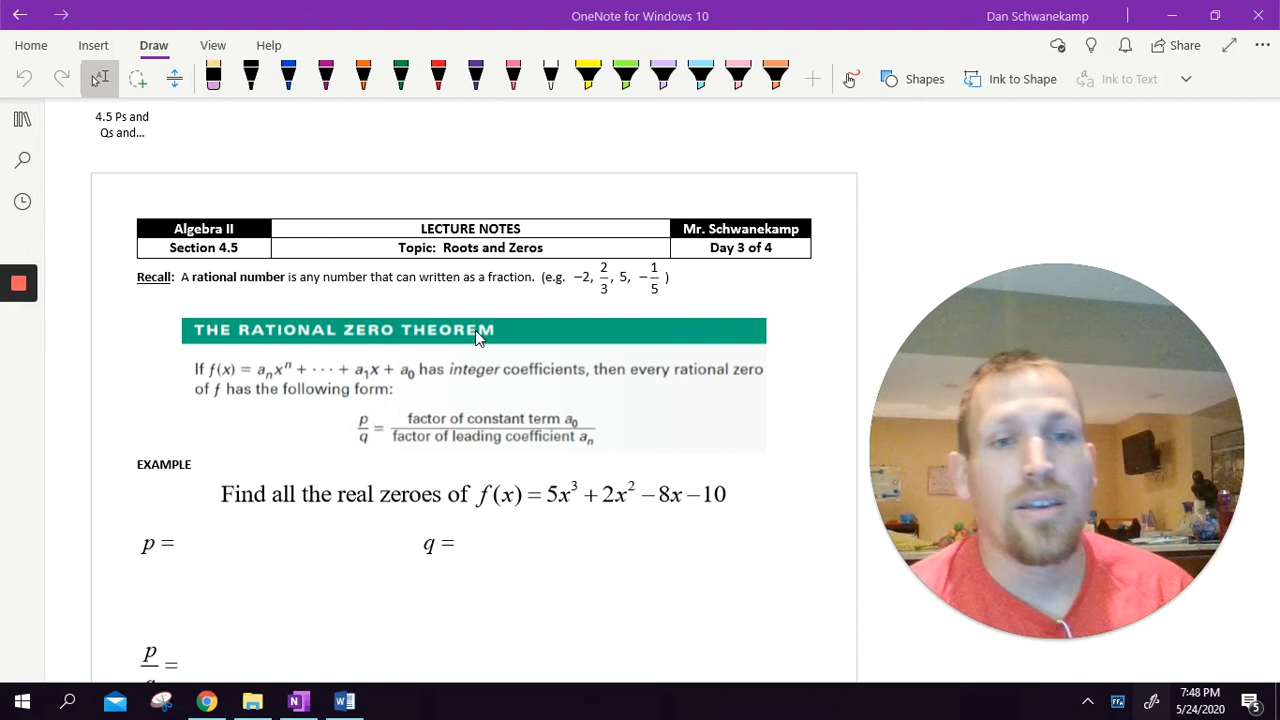 OneNote for Windows 10
Dan Schwanekamp
Home Insert Draw View Help
Share
Shapes Ink to Shape Ink to Text
4.5 Ps and
Qs and...
Algebra II LECTURE NOTES Mr. Schwanekamp
Section 4.5 Topic: Roots and Zeros Day 3 of 4
Recall: A rational number is any number that can written as a fraction. (e.g. −2, 2/3, 5, −1/5 )
THE RATIONAL ZERO THEOREM
If f(x) = aₙxⁿ + · · · + a₁x + a₀ has integer coefficients, then every rational zero
of f has the following form:
p/q = factor of constant term a₀ / factor of leading coefficient aₙ
EXAMPLE
Find all the real zeroes of f(x) = 5x³ + 2x² − 8x − 10
p = q =
p/q =
7:48 PM
5/24/2020
5